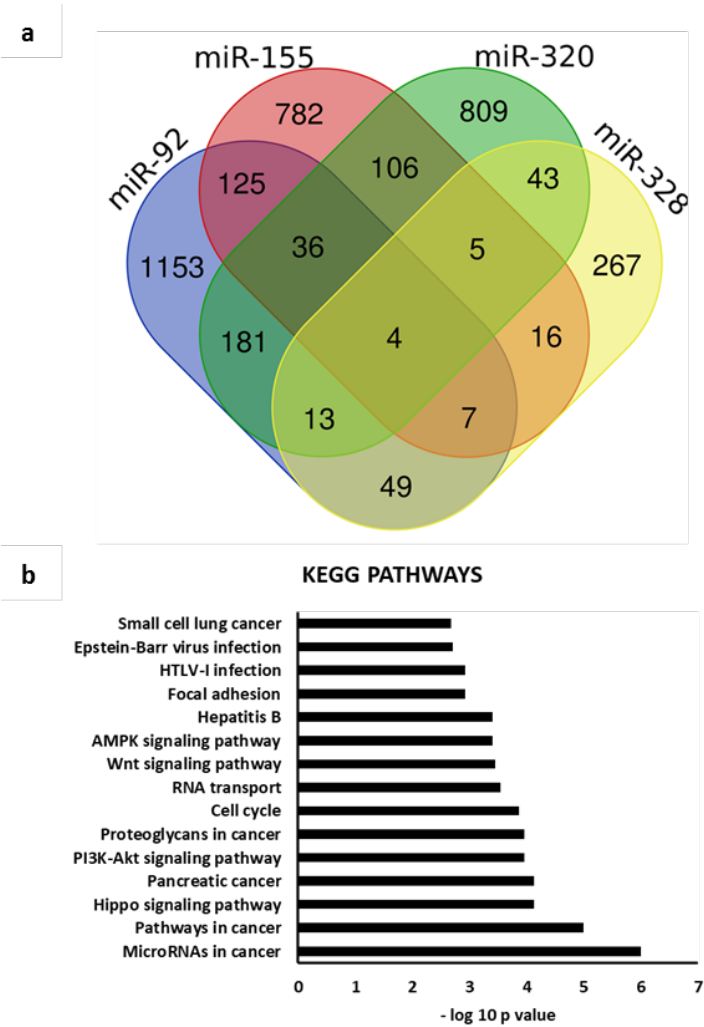 a
miR-155
miR-320
miR-92
miR-328
782
809
125
106
43
1153
36
5
267
181
4
16
13
7
49
b
KEGG PATHWAYS
Small cell lung cancer
Epstein-Barr virus infection
HTLV-I infection
Focal adhesion
Hepatitis B
AMPK signaling pathway
Wnt signaling pathway
RNA transport
Cell cycle
Proteoglycans in cancer
PI3K-Akt signaling pathway
Pancreatic cancer
Hippo signaling pathway
Pathways in cancer
MicroRNAs in cancer
0 1 2 3 4 5 6 7
- log 10 p value